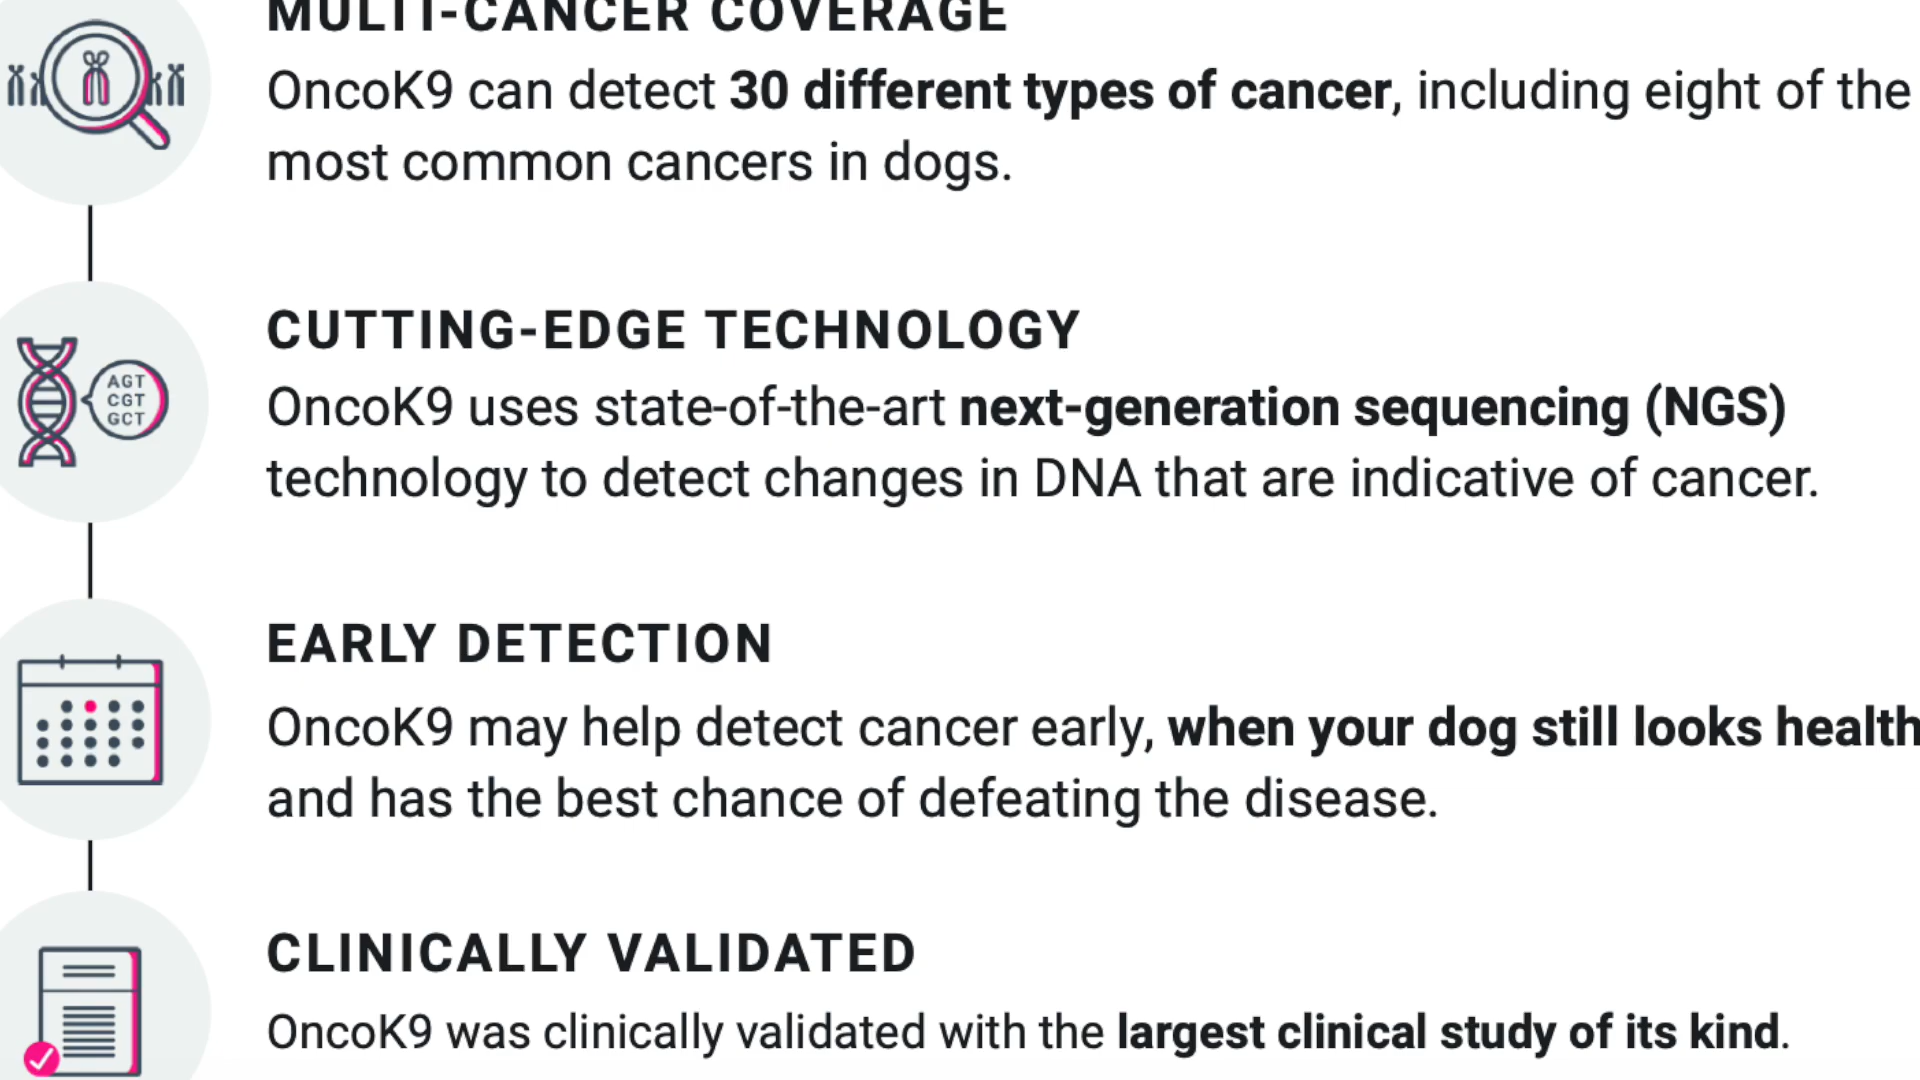 MULTI-CANCER COVERAGE
OncoK9 can detect 30 different types of cancer, including eight of the
most common cancers in dogs.
CUTTING-EDGE TECHNOLOGY
AGT
CGT
GCT
OncoK9 uses state-of-the-art next-generation sequencing (NGS)
technology to detect changes in DNA that are indicative of cancer.
EARLY DETECTION
OncoK9 may help detect cancer early, when your dog still looks health
and has the best chance of defeating the disease.
CLINICALLY VALIDATED
OncoK9 was clinically validated with the largest clinical study of its kind.